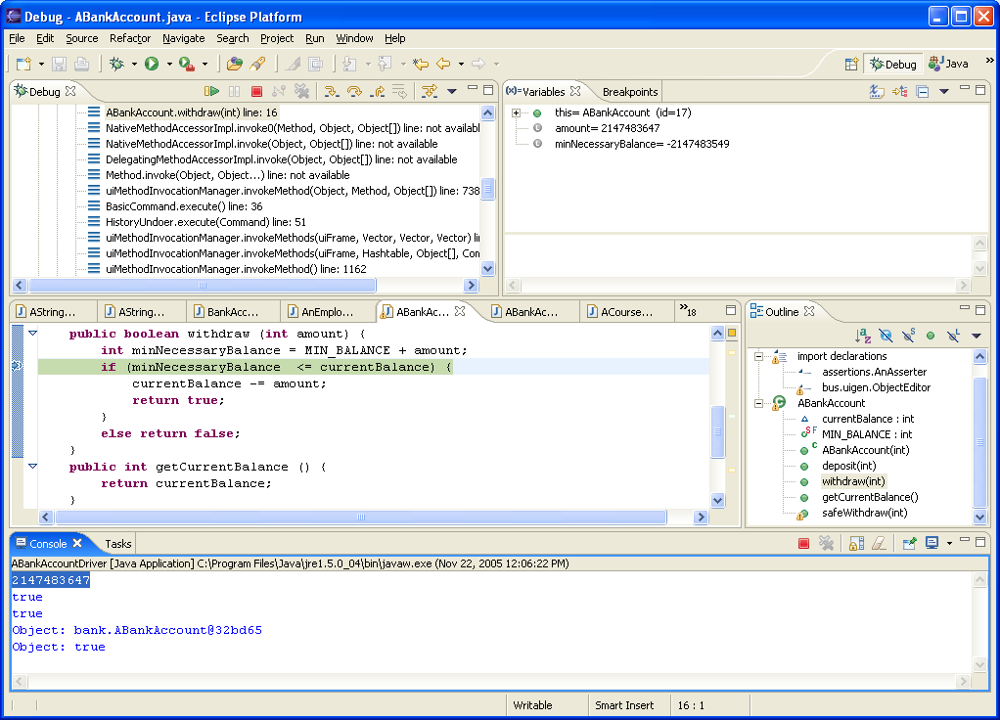 Debug - ABankAccount.java - Eclipse Platform
File Edit Source Refactor Navigate Search Project Run Window Help
Debug Java »
Debug
ABankAccount.withdraw(int) line: 16
NativeMethodAccessorImpl.invoke0(Method, Object, Object[]) line: not availabl
NativeMethodAccessorImpl.invoke(Object, Object[]) line: not available
DelegatingMethodAccessorImpl.invoke(Object, Object[]) line: not available
Method.invoke(Object, Object...) line: not available
uiMethodInvocationManager.invokeMethod(Object, Method, Object[]) line: 738
BasicCommand.execute() line: 36
HistoryUndoer.execute(Command) line: 51
uiMethodInvocationManager.invokeMethods(uiFrame, Vector, Vector, Vector) lin
uiMethodInvocationManager.invokeMethods(uiFrame, Hashtable, Object[], Con
uiMethodInvocationManager.invokeMethod() line: 1162
(x)= Variables Breakpoints
this= ABankAccount (id=17)
amount= 2147483647
minNecessaryBalance= -2147483549
AString... AString... BankAcc... AnEmplo... ABankAc... ABankAc... ACourse... »18
public boolean withdraw (int amount) {
int minNecessaryBalance = MIN_BALANCE + amount;
if (minNecessaryBalance  <= currentBalance) {
currentBalance -= amount;
return true;
}
else return false;
}
public int getCurrentBalance () {
return currentBalance;
}
Outline
import declarations
assertions.AnAsserter
bus.uigen.ObjectEditor
ABankAccount
currentBalance : int
MIN_BALANCE : int
ABankAccount(int)
deposit(int)
withdraw(int)
getCurrentBalance()
safeWithdraw(int)
Console Tasks
ABankAccountDriver [Java Application] C:\Program Files\Java\jre1.5.0_04\bin\javaw.exe (Nov 22, 2005 12:06:22 PM)
2147483647
true
true
Object: bank.ABankAccount@32bd65
Object: true
Writable Smart Insert 16 : 1